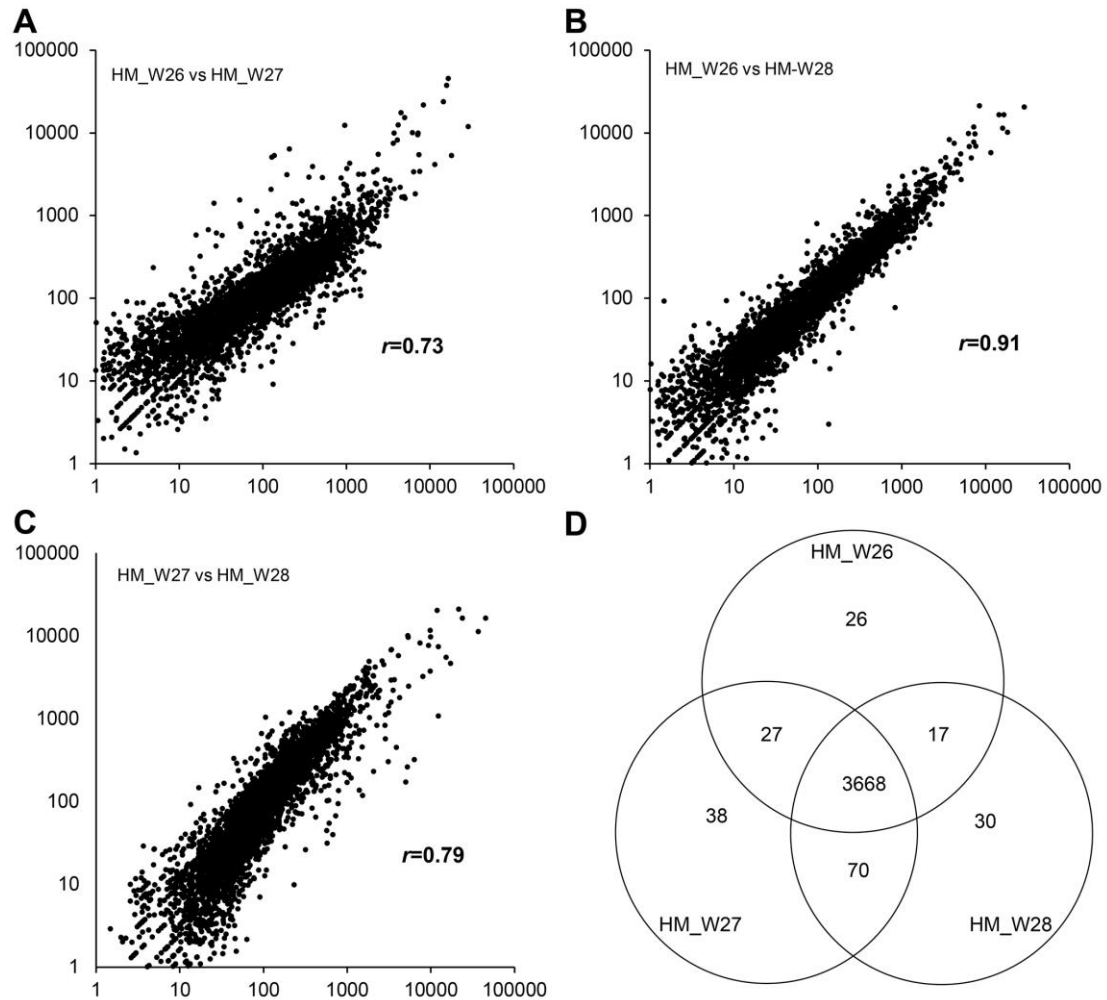 A
100000
HM_W26 vs HM_W27
10000
1000
100
r=0.73
10
1
1 10 100 1000 10000 100000
B
100000
HM_W26 vs HM-W28
10000
1000
100
r=0.91
10
1
1 10 100 1000 10000 100000
C
100000
HM_W27 vs HM_W28
10000
1000
100
r=0.79
10
1
1 10 100 1000 10000 100000
D
HM_W26
26
27 17
3668
38 30
70
HM_W27 HM_W28